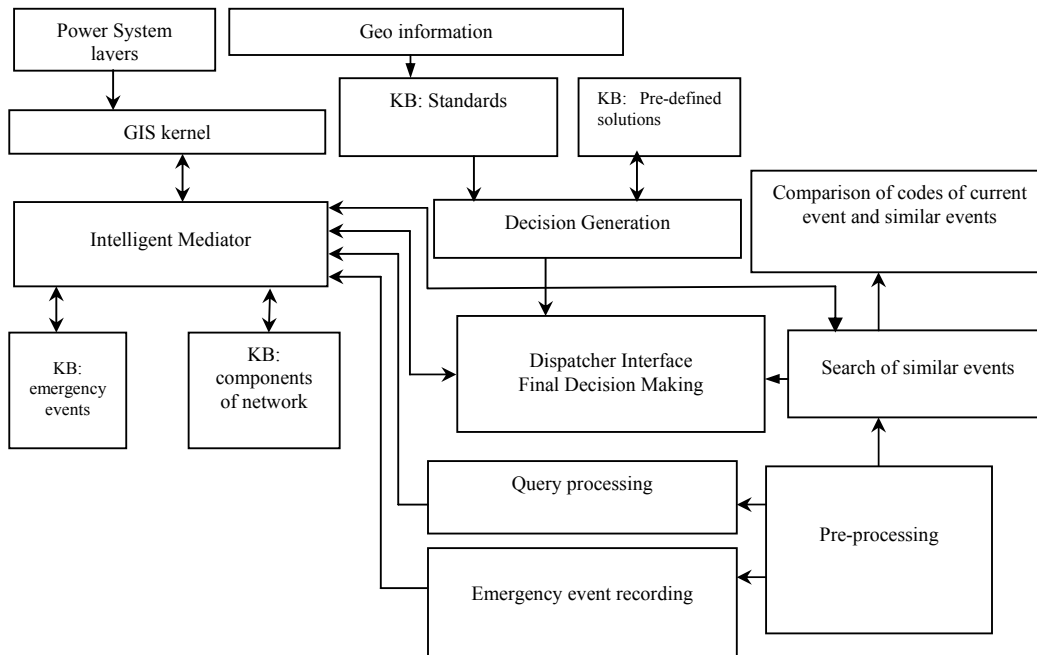 Power System
layers
Geo information
KB: Standards
KB: Pre-defined
solutions
GIS kernel
Comparison of codes of current
event and similar events
Intelligent Mediator
Decision Generation
KB:
emergency
events
KB:
components
of network
Dispatcher Interface
Final Decision Making
Search of similar events
Query processing
Pre-processing
Emergency event recording